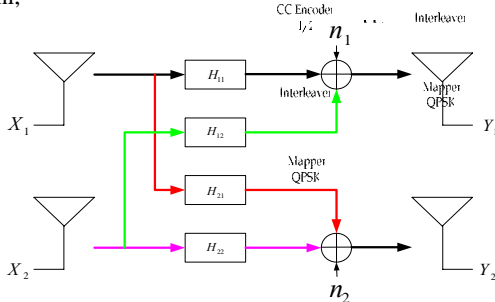 CC Encoder
1/2
Interleaver
n1
H11
Interleaver
Mapper
QPSK
X1
H12
Y1
Mapper
QPSK
H21
X2
H22
Y2
n2